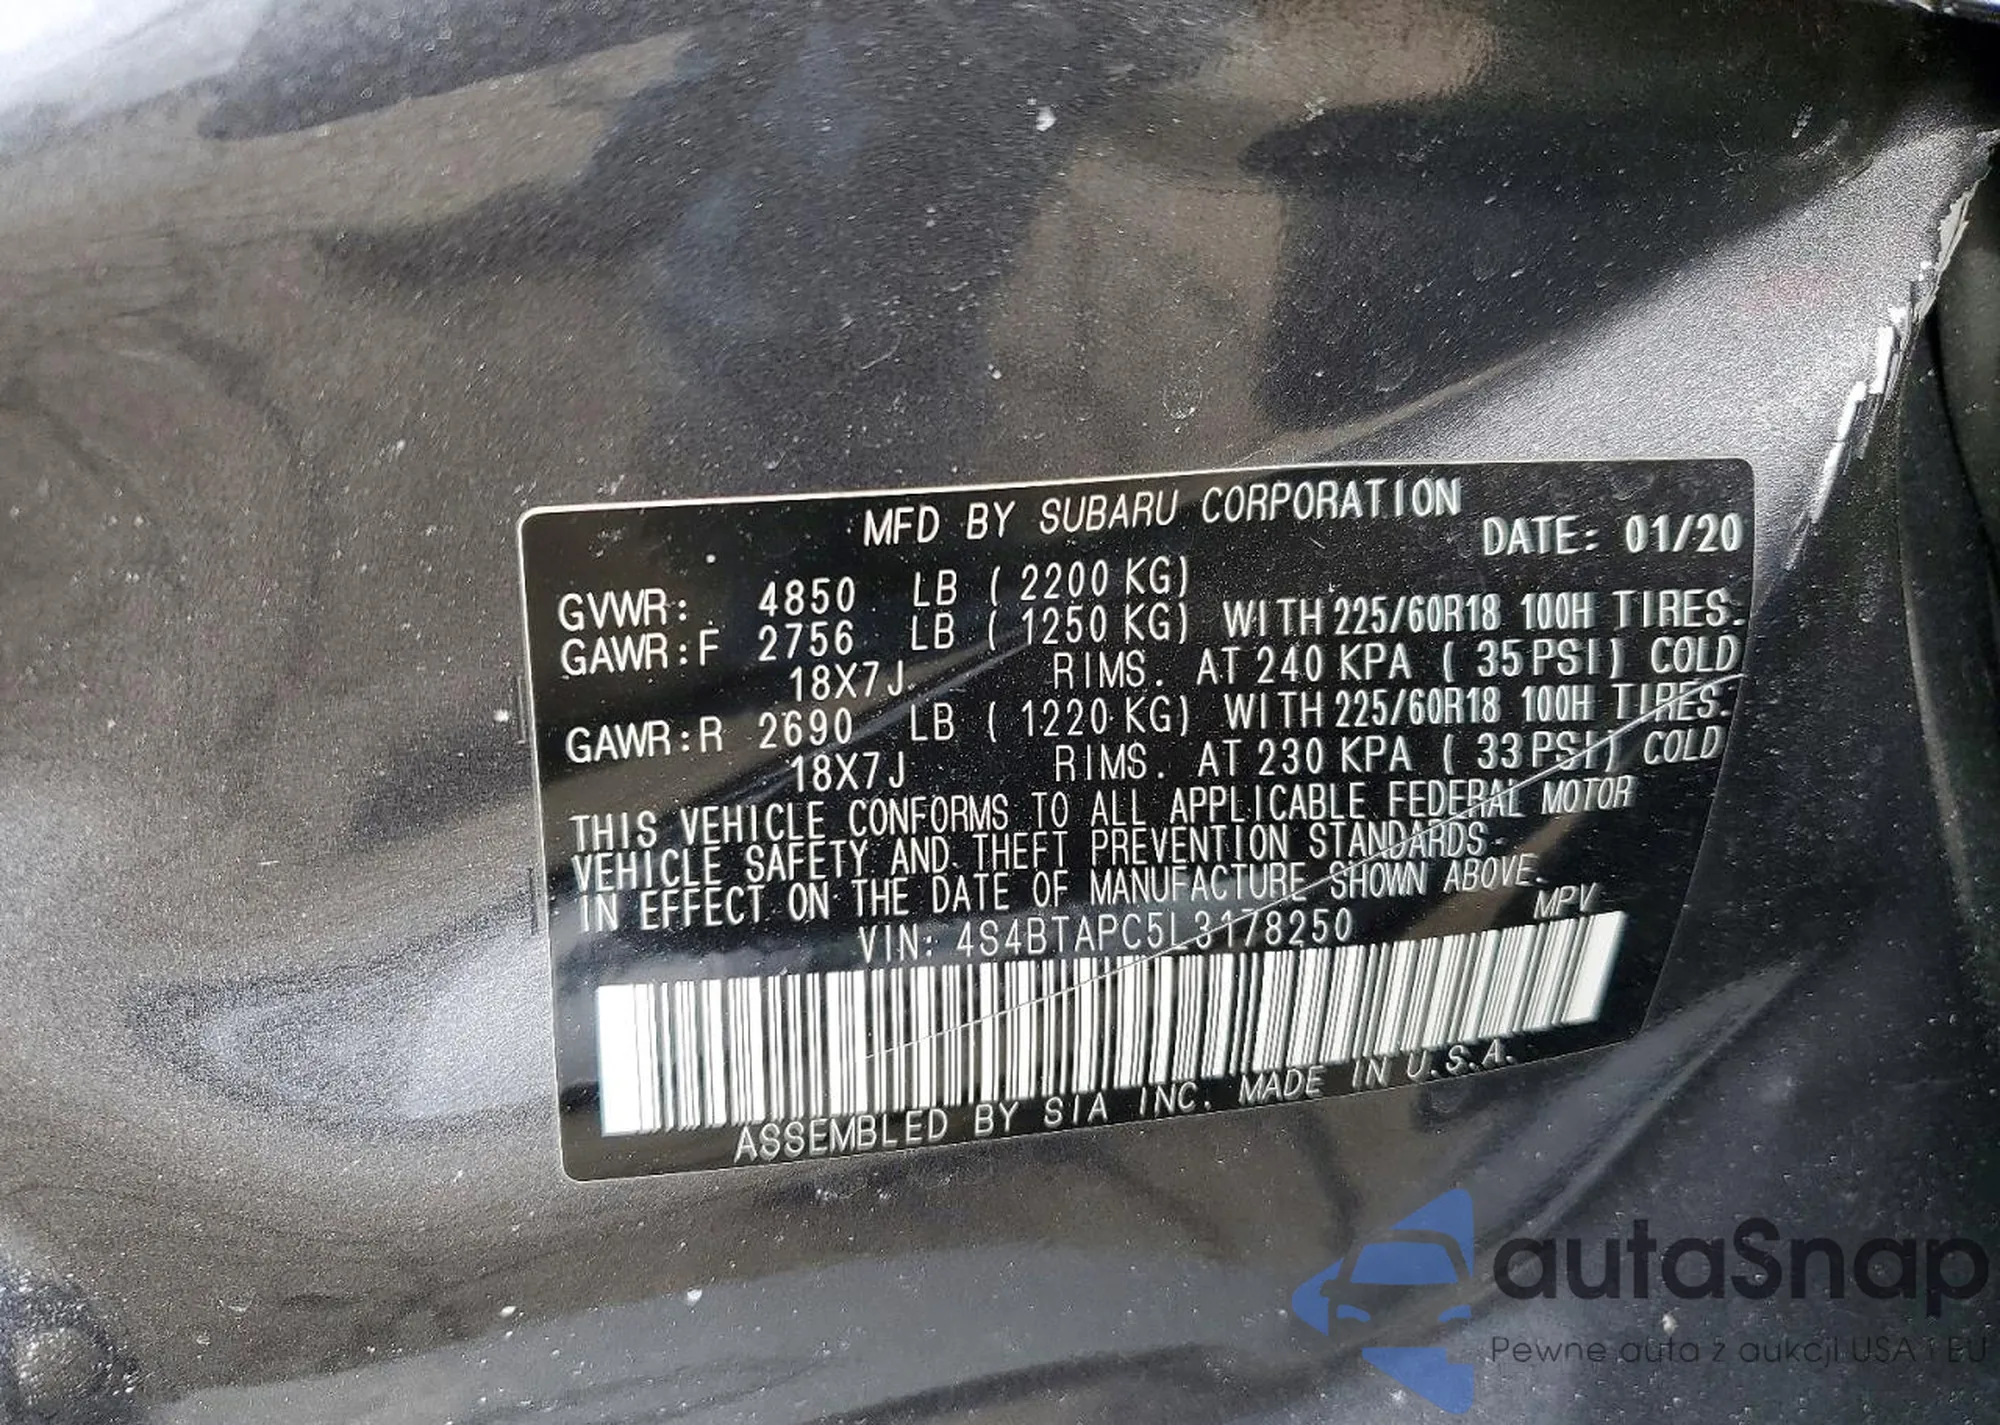 MFD BY SUBARU CORPORATION
DATE: 01/20
GVWR: 4850 LB ( 2200 KG)
GAWR:F 2756 LB ( 1250 KG) WITH 225/60R18 100H TIRES.
18X7J RIMS. AT 240 KPA ( 35 PSI) COLD
GAWR:R 2690 LB ( 1220 KG) WITH 225/60R18 100H TIRES.
18X7J RIMS. AT 230 KPA ( 33 PSI) COLD
THIS VEHICLE CONFORMS TO ALL APPLICABLE FEDERAL MOTOR
VEHICLE SAFETY AND THEFT PREVENTION STANDARDS
IN EFFECT ON THE DATE OF MANUFACTURE SHOWN ABOVE.
VIN: 4S4BTAPC5L3178250 MPV
ASSEMBLED BY SIA INC. MADE IN U.S.A.
autaSnap
Pewne auta z aukcji USA i EU